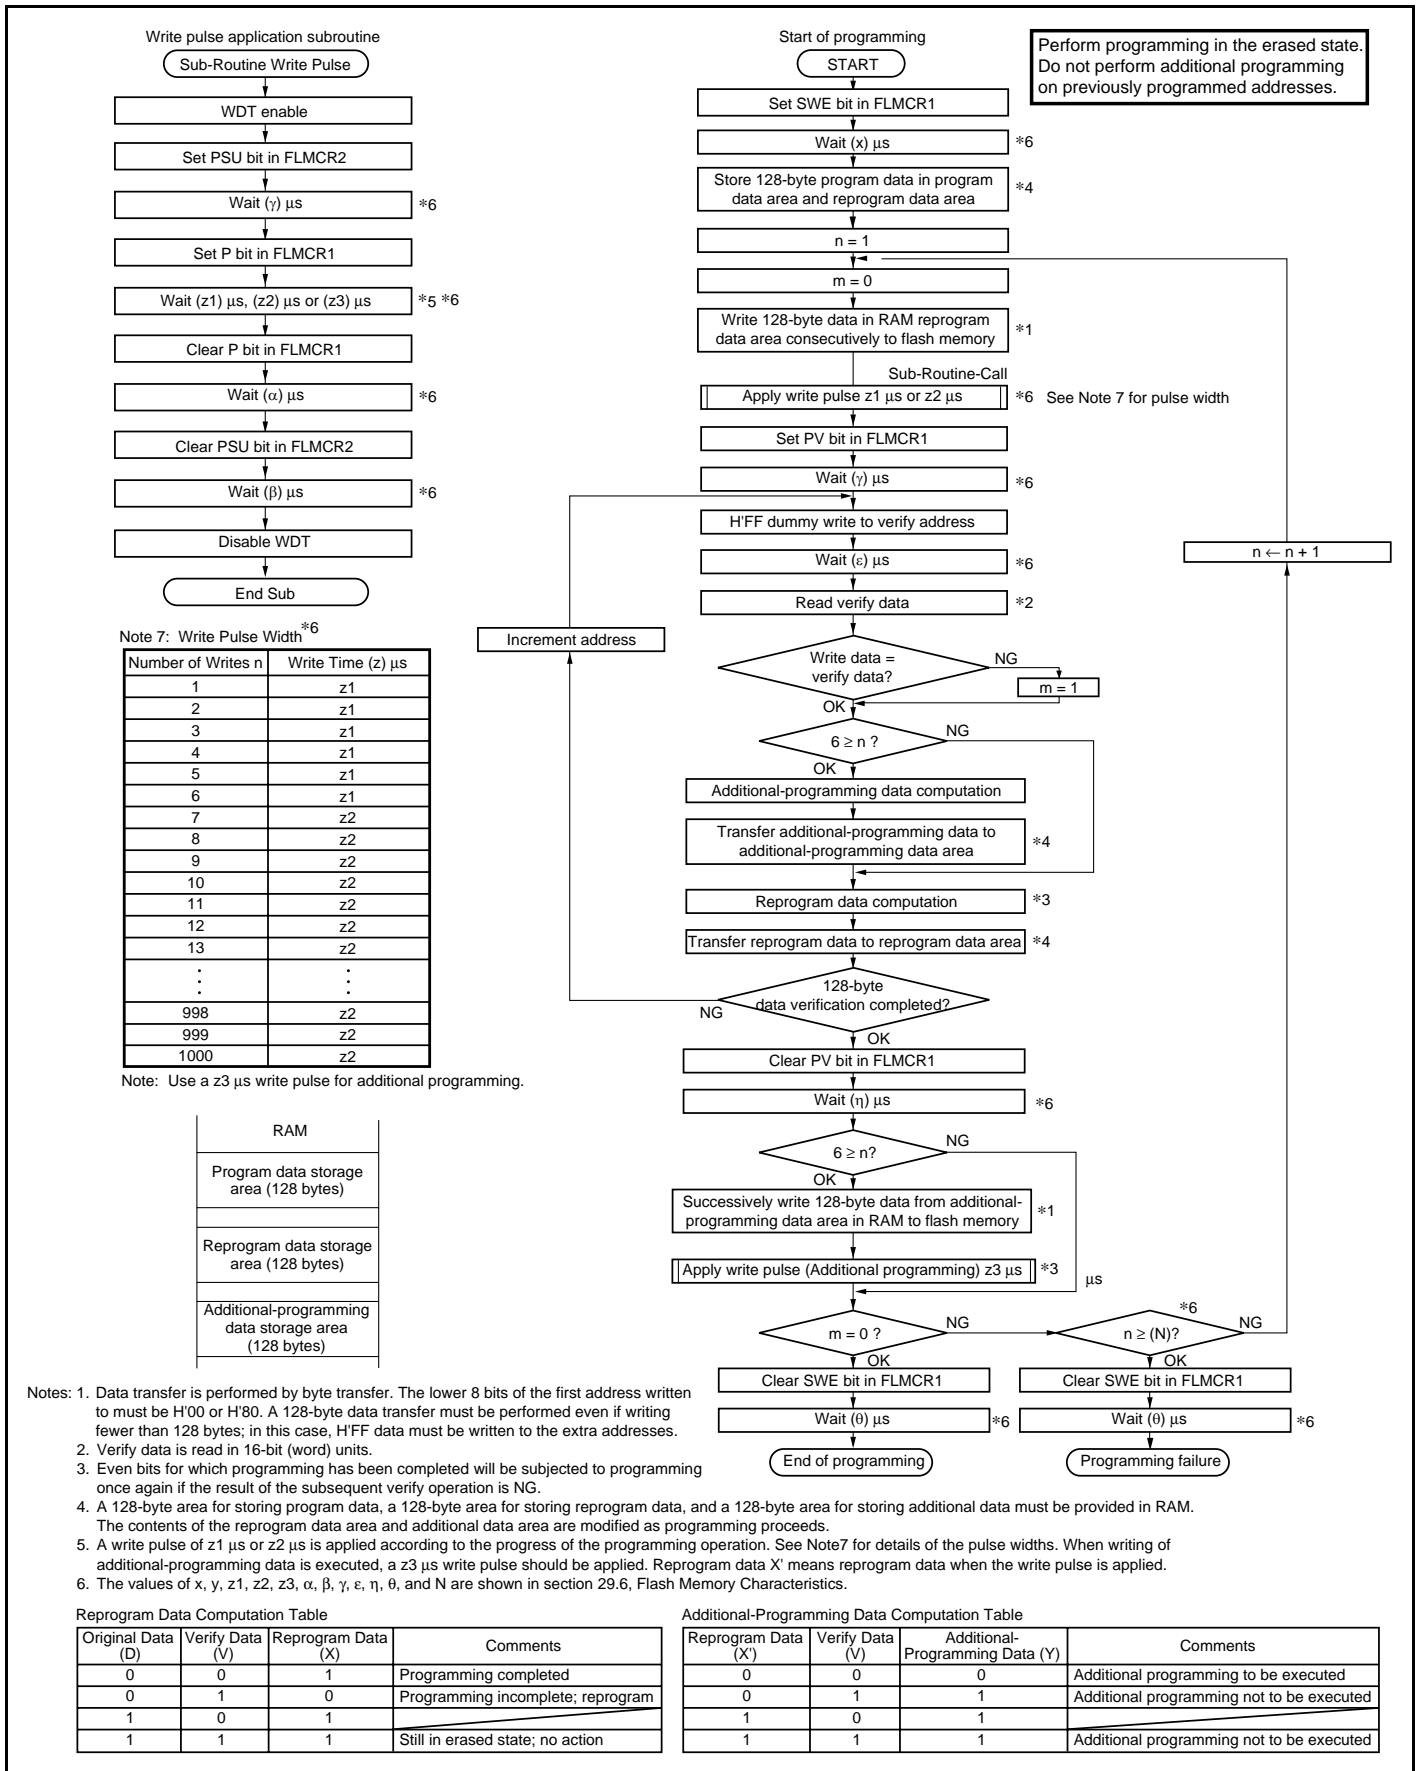 Write pulse application subroutine
Sub-Routine Write Pulse
WDT enable
Set PSU bit in FLMCR2
Wait (γ) μs
*6
Set P bit in FLMCR1
Wait (z1) μs, (z2) μs or (z3) μs
*5 *6
Clear P bit in FLMCR1
Wait (α) μs
*6
Clear PSU bit in FLMCR2
Wait (β) μs
*6
Disable WDT
End Sub
Note 7: Write Pulse Width*6
Number of Writes n Write Time (z) μs
1 z1
2 z1
3 z1
4 z1
5 z1
6 z1
7 z2
8 z2
9 z2
10 z2
11 z2
12 z2
13 z2
998 z2
999 z2
1000 z2
Note: Use a z3 μs write pulse for additional programming.
RAM
Program data storage
area (128 bytes)
Reprogram data storage
area (128 bytes)
Additional-programming
data storage area
(128 bytes)
Start of programming
START
Perform programming in the erased state.
Do not perform additional programming
on previously programmed addresses.
Set SWE bit in FLMCR1
Wait (x) μs
*6
Store 128-byte program data in program
data area and reprogram data area
*4
n = 1
m = 0
Write 128-byte data in RAM reprogram
data area consecutively to flash memory
*1
Sub-Routine-Call
Apply write pulse z1 μs or z2 μs
*6 See Note 7 for pulse width
Set PV bit in FLMCR1
Wait (γ) μs
*6
H'FF dummy write to verify address
Wait (ε) μs
*6
n ← n + 1
Read verify data
*2
Increment address
Write data =
verify data?
NG
m = 1
OK
6 ≥ n ?
NG
OK
Additional-programming data computation
Transfer additional-programming data to
additional-programming data area
*4
Reprogram data computation
*3
Transfer reprogram data to reprogram data area
*4
128-byte
data verification completed?
NG
OK
Clear PV bit in FLMCR1
Wait (η) μs
*6
6 ≥ n?
NG
OK
Successively write 128-byte data from additional-
programming data area in RAM to flash memory
*1
Apply write pulse (Additional programming) z3 μs
*3
μs
m = 0 ?
NG
*6
n ≥ (N)?
NG
OK
OK
Clear SWE bit in FLMCR1
Clear SWE bit in FLMCR1
Wait (θ) μs
*6
Wait (θ) μs
*6
End of programming
Programming failure
Notes: 1. Data transfer is performed by byte transfer. The lower 8 bits of the first address written
to must be H'00 or H'80. A 128-byte data transfer must be performed even if writing
fewer than 128 bytes; in this case, H'FF data must be written to the extra addresses.
2. Verify data is read in 16-bit (word) units.
3. Even bits for which programming has been completed will be subjected to programming
once again if the result of the subsequent verify operation is NG.
4. A 128-byte area for storing program data, a 128-byte area for storing reprogram data, and a 128-byte area for storing additional data must be provided in RAM.
The contents of the reprogram data area and additional data area are modified as programming proceeds.
5. A write pulse of z1 μs or z2 μs is applied according to the progress of the programming operation. See Note7 for details of the pulse widths. When writing of
additional-programming data is executed, a z3 μs write pulse should be applied. Reprogram data X' means reprogram data when the write pulse is applied.
6. The values of x, y, z1, z2, z3, α, β, γ, ε, η, θ, and N are shown in section 29.6, Flash Memory Characteristics.
Reprogram Data Computation Table
Original Data (D) Verify Data (V) Reprogram Data (X) Comments
0 0 1 Programming completed
0 1 0 Programming incomplete; reprogram
1 0 1
1 1 1 Still in erased state; no action
Additional-Programming Data Computation Table
Reprogram Data (X') Verify Data (V) Additional-Programming Data (Y) Comments
0 0 0 Additional programming to be executed
0 1 1 Additional programming not to be executed
1 0 1
1 1 1 Additional programming not to be executed